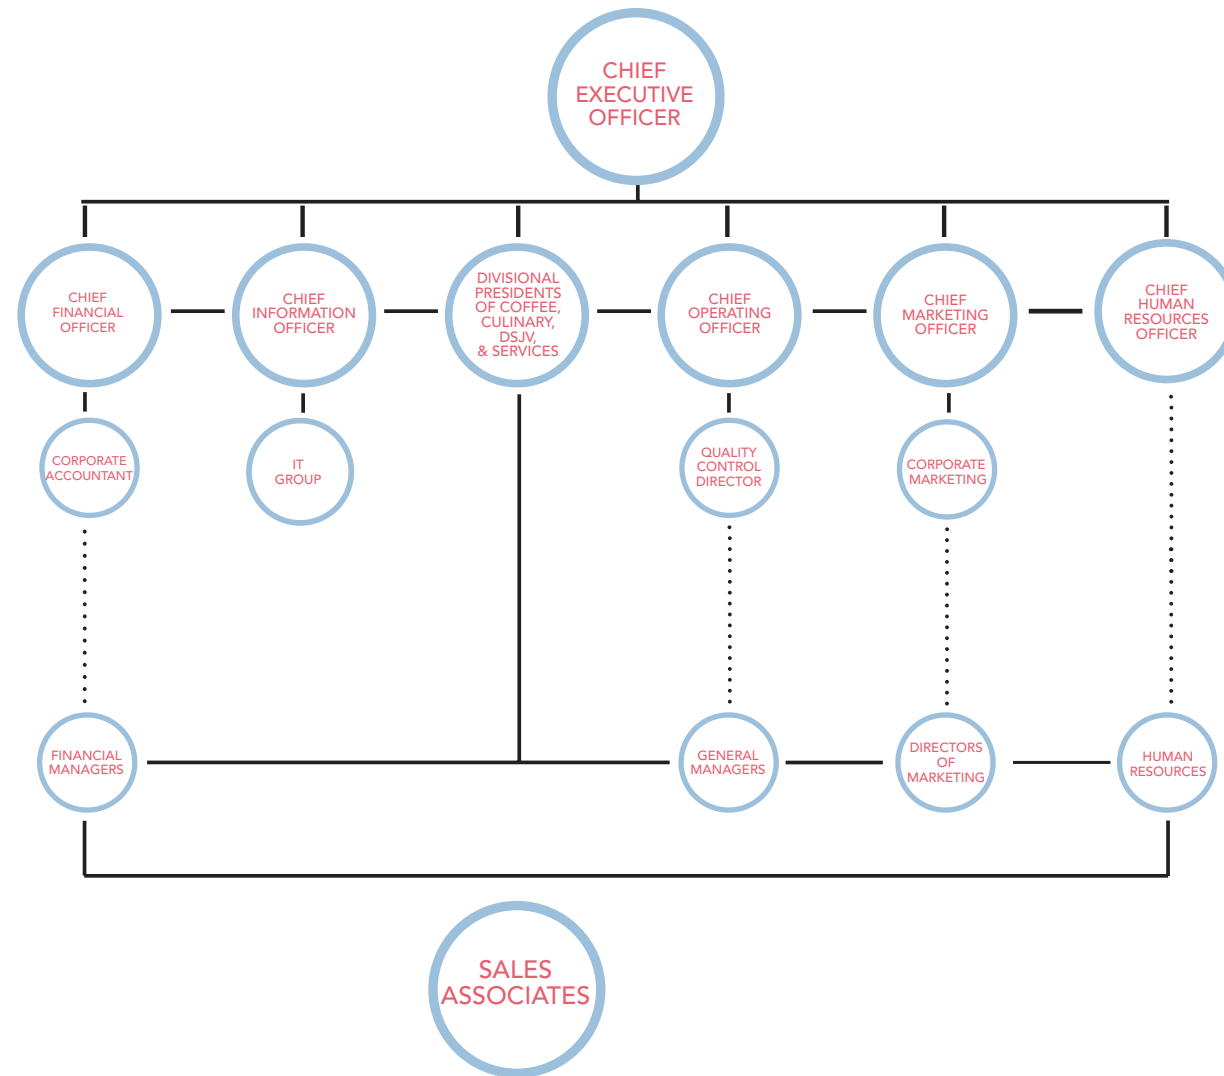 CHIEF
EXECUTIVE
OFFICER
CHIEF
FINANCIAL
OFFICER
CHIEF
INFORMATION
OFFICER
DIVISIONAL
PRESIDENTS
OF COFFEE,
CULINARY,
DSJV,
& SERVICES
CHIEF
OPERATING
OFFICER
CHIEF
MARKETING
OFFICER
CHIEF
HUMAN
RESOURCES
OFFICER
CORPORATE
ACCOUNTANT
IT
GROUP
QUALITY
CONTROL
DIRECTOR
CORPORATE
MARKETING
FINANCIAL
MANAGERS
GENERAL
MANAGERS
DIRECTORS
OF
MARKETING
HUMAN
RESOURCES
SALES
ASSOCIATES